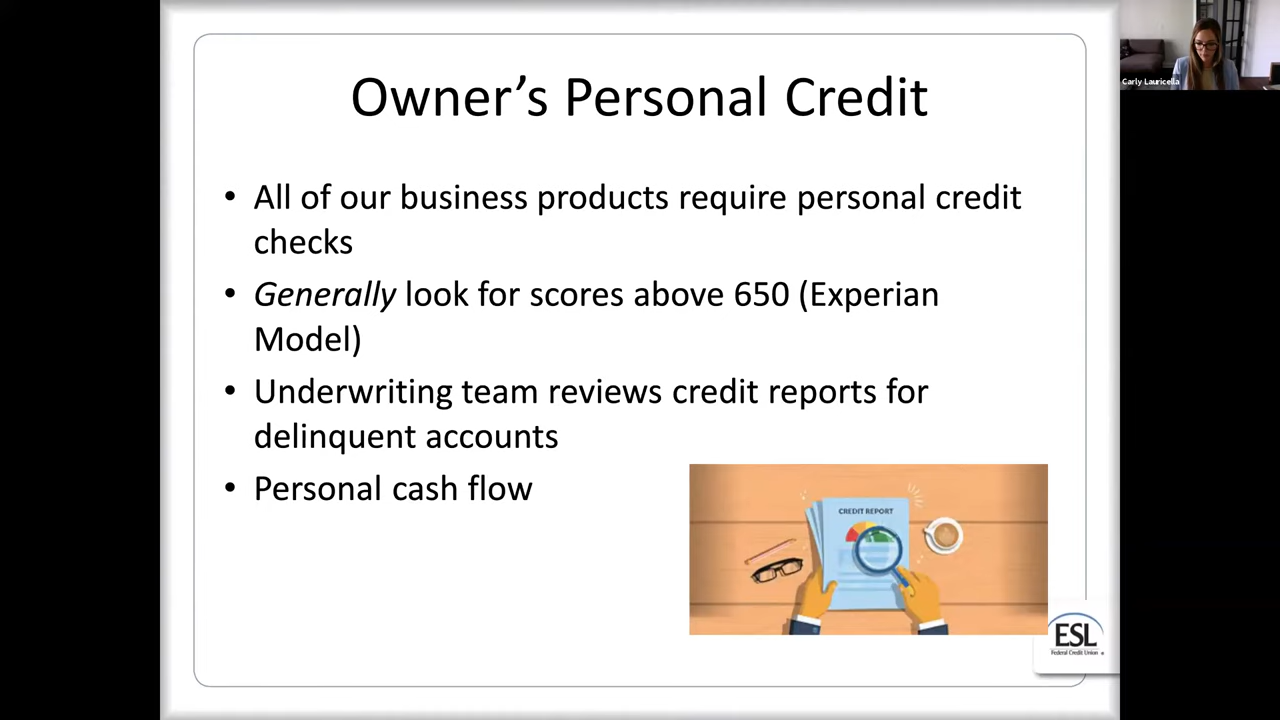 Owner's Personal Credit
• All of our business products require personal credit
checks
• Generally look for scores above 650 (Experian
Model)
• Underwriting team reviews credit reports for
delinquent accounts
• Personal cash flow
CREDIT REPORT
ESL
Federal Credit Union
Carly Lauricella